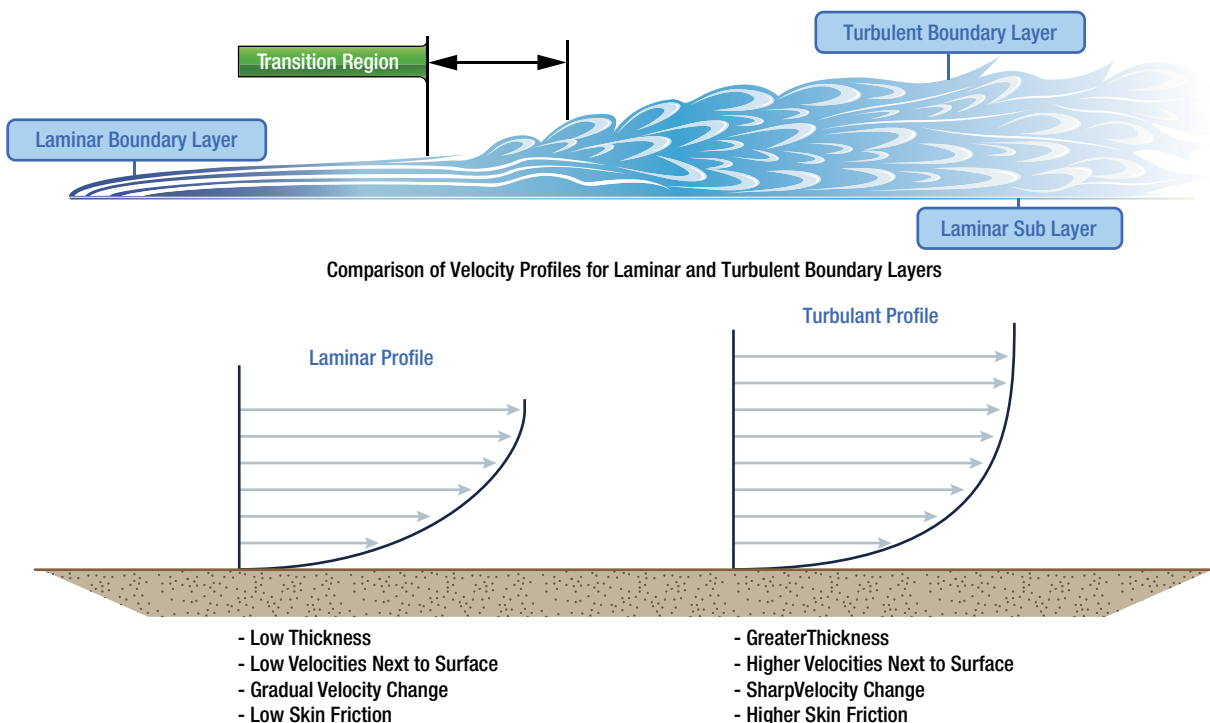 Turbulent Boundary Layer
Transition Region
Laminar Boundary Layer
Laminar Sub Layer
Comparison of Velocity Profiles for Laminar and Turbulent Boundary Layers
Turbulant Profile
Laminar Profile
- Low Thickness
- Low Velocities Next to Surface
- Gradual Velocity Change
- Low Skin Friction
- GreaterThickness
- Higher Velocities Next to Surface
- SharpVelocity Change
- Higher Skin Friction